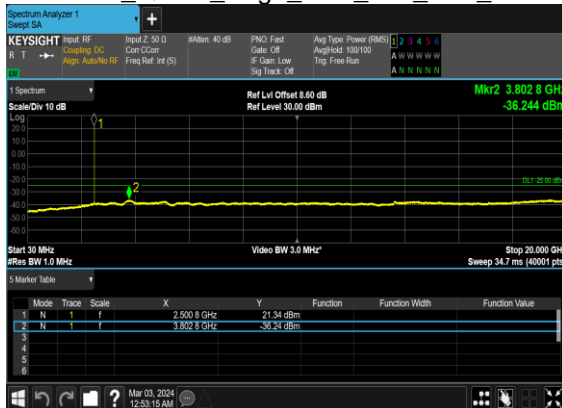 Spectrum Analyzer 1
Swept SA
+
KEYSIGHT Input: RF Input Z: 50 Ω #Atten: 40 dB PNO: Fast Avg Type: Power (RMS) 1 2 3 4 5 6
R T Coupling: DC Corr CCorr Gate: Off Avg|Hold: 100/100 A W W W W W
Align: Auto/No RF Freq Ref: Int (S) IF Gain: Low Trig: Free Run
Sig Track: Off A N N N N N
1 Spectrum Ref Lvl Offset 8.60 dB Mkr2 3.802 8 GHz
Scale/Div 10 dB Ref Level 30.00 dBm -36.244 dBm
Log
20.0
10.0
0.00
-10.0
-20.0
-30.0
-40.0
-50.0
-60.0
1
2
DL1 -25.00 dBm
Start 30 MHz Video BW 3.0 MHz* Stop 20.000 GH
#Res BW 1.0 MHz Sweep 34.7 ms (40001 pts
5 Marker Table
Mode Trace Scale X Y Function Function Width Function Value
1 N 1 f 2.500 8 GHz 21.34 dBm
2 N 1 f 3.802 8 GHz -36.24 dBm
3
4
5
6
? Mar 03, 2024
12:53:15 AM